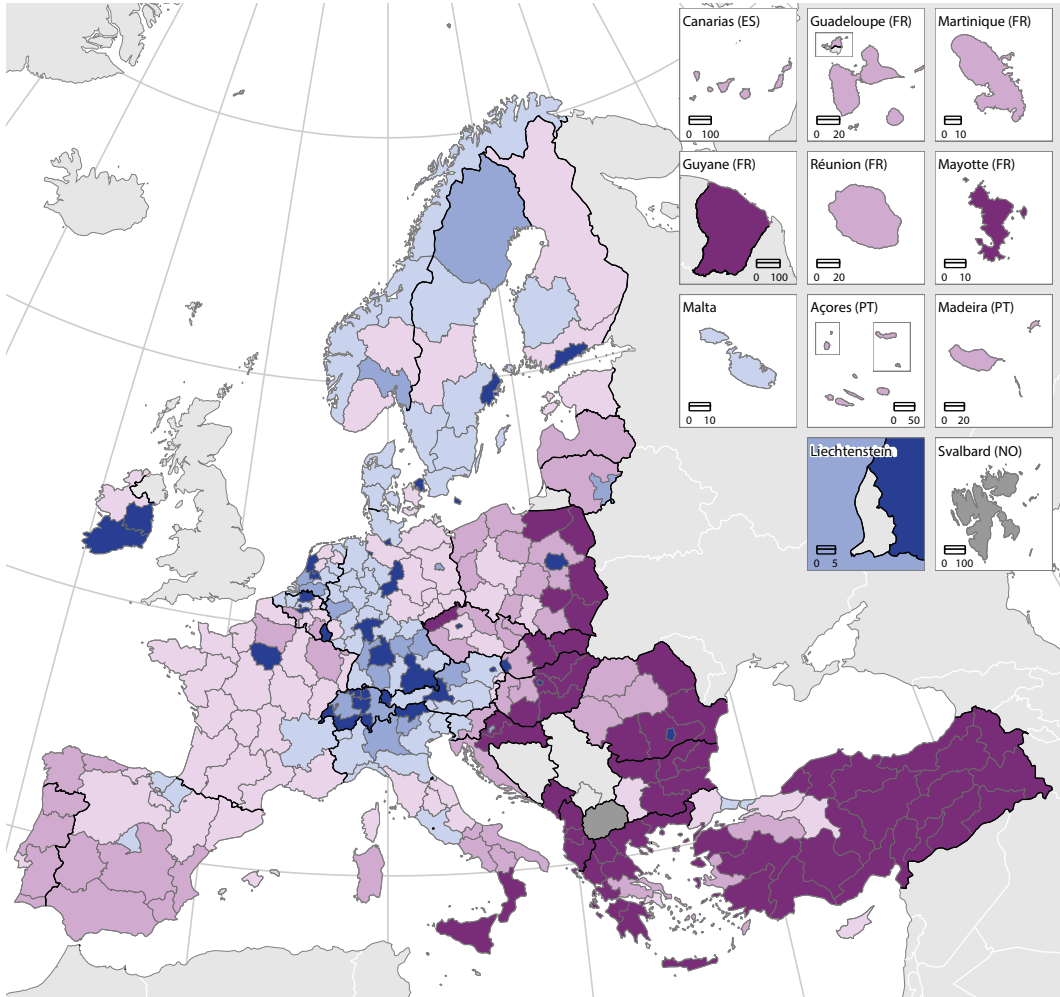 Canarias (ES)
0 100
Guadeloupe (FR)
0 20
Martinique (FR)
0 10
Guyane (FR)
0 100
Réunion (FR)
0 20
Mayotte (FR)
0 10
Malta
0 10
Açores (PT)
0 50
Madeira (PT)
0 20
Liechtenstein
0 5
Svalbard (NO)
0 100